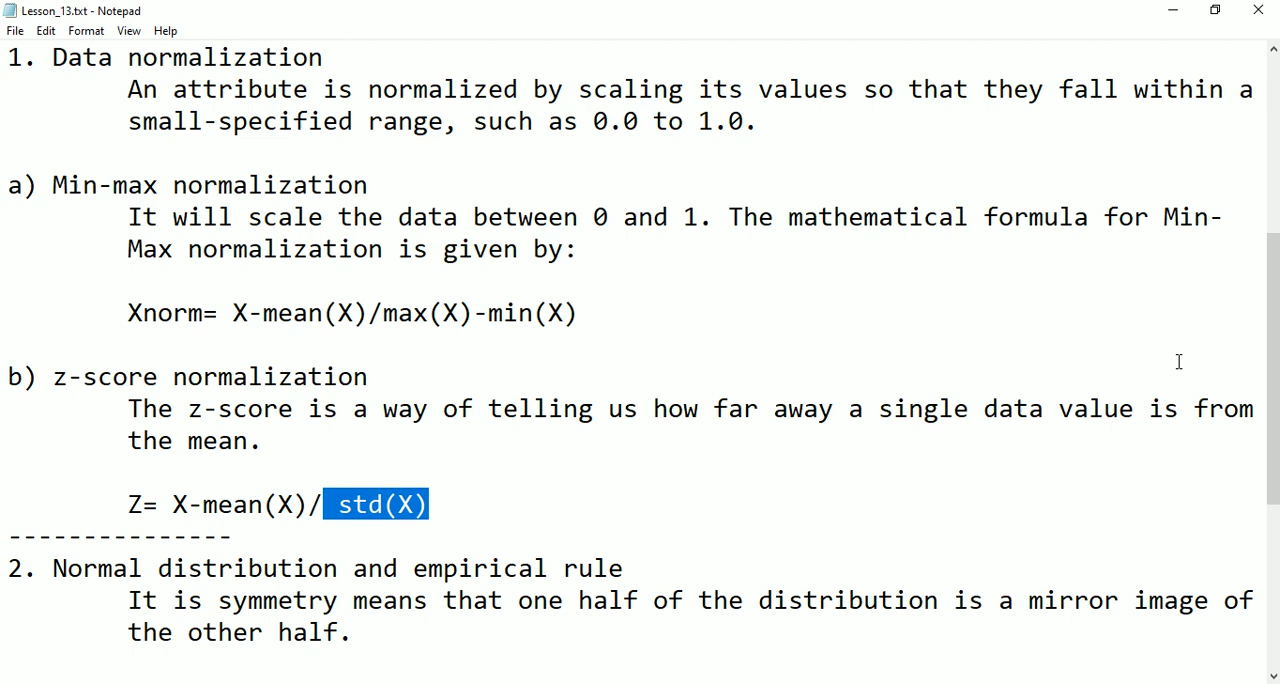 Lesson_13.txt - Notepad
File Edit Format View Help
1. Data normalization
An attribute is normalized by scaling its values so that they fall within a
small-specified range, such as 0.0 to 1.0.
a) Min-max normalization
It will scale the data between 0 and 1. The mathematical formula for Min-
Max normalization is given by:
Xnorm= X-mean(X)/max(X)-min(X)
b) z-score normalization
The z-score is a way of telling us how far away a single data value is from
the mean.
Z= X-mean(X)/ std(X)
---------------
2. Normal distribution and empirical rule
It is symmetry means that one half of the distribution is a mirror image of
the other half.